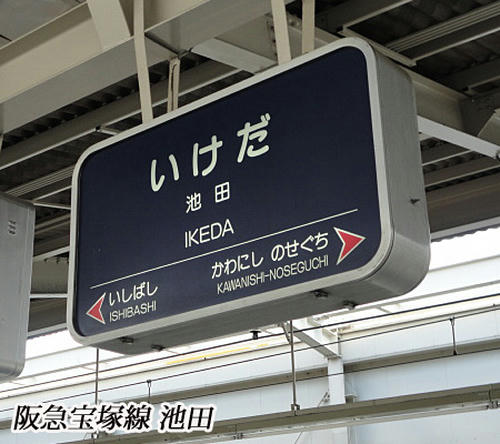 いけだ
池田
IKEDA
いしばし
ISHIBASHI
かわにし のせぐち
KAWANISHI-NOSEGUCHI
阪急宝塚線 池田